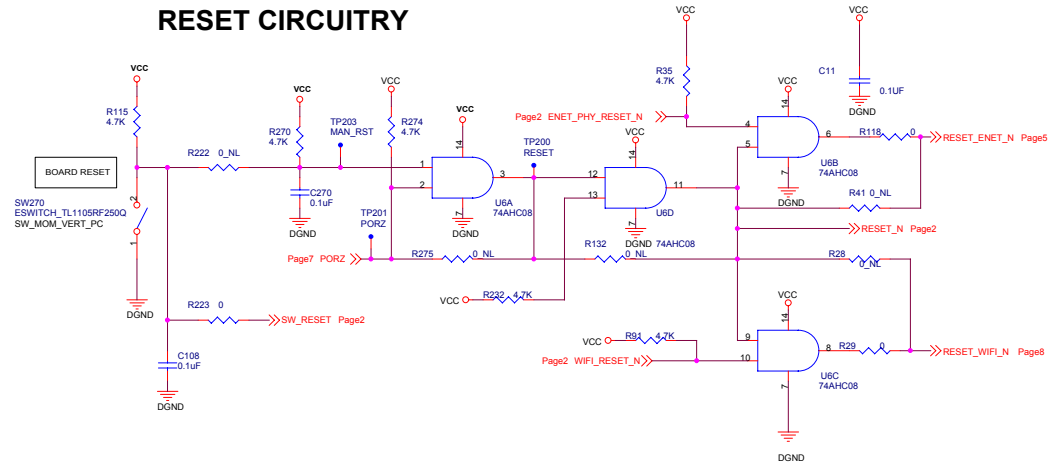 RESET CIRCUITRY
VCC
R115
4.7K
BOARD RESET
SW270
ESWITCH_TL1105RF250Q
SW_MOM_VERT_PC
2
1
DGND
R222 0_NL
R223 0
SW_RESET Page2
C108
0.1uF
DGND
VCC
R270
4.7K
TP203
MAN_RST
C270
0.1uF
DGND
VCC
R274
4.7K
TP201
PORZ
Page7 PORZ
R275
0_NL
VCC
14
1
2
3
7
U6A
74AHC08
DGND
TP200
RESET
VCC
14
12
13
11
7
U6D
74AHC08
DGND
R132
0_NL
VCC
R232 4.7K
VCC
R35
4.7K
Page2 ENET_PHY_RESET_N
VCC
14
4
5
6
7
U6B
74AHC08
DGND
VCC
C11
0.1UF
DGND
R118 0
RESET_ENET_N Page5
R41 0_NL
RESET_N Page2
R28
0_NL
VCC
R91 4.7K
Page2 WIFI_RESET_N
VCC
14
9
10
8
7
U6C
74AHC08
DGND
R29 0
RESET_WIFI_N Page8